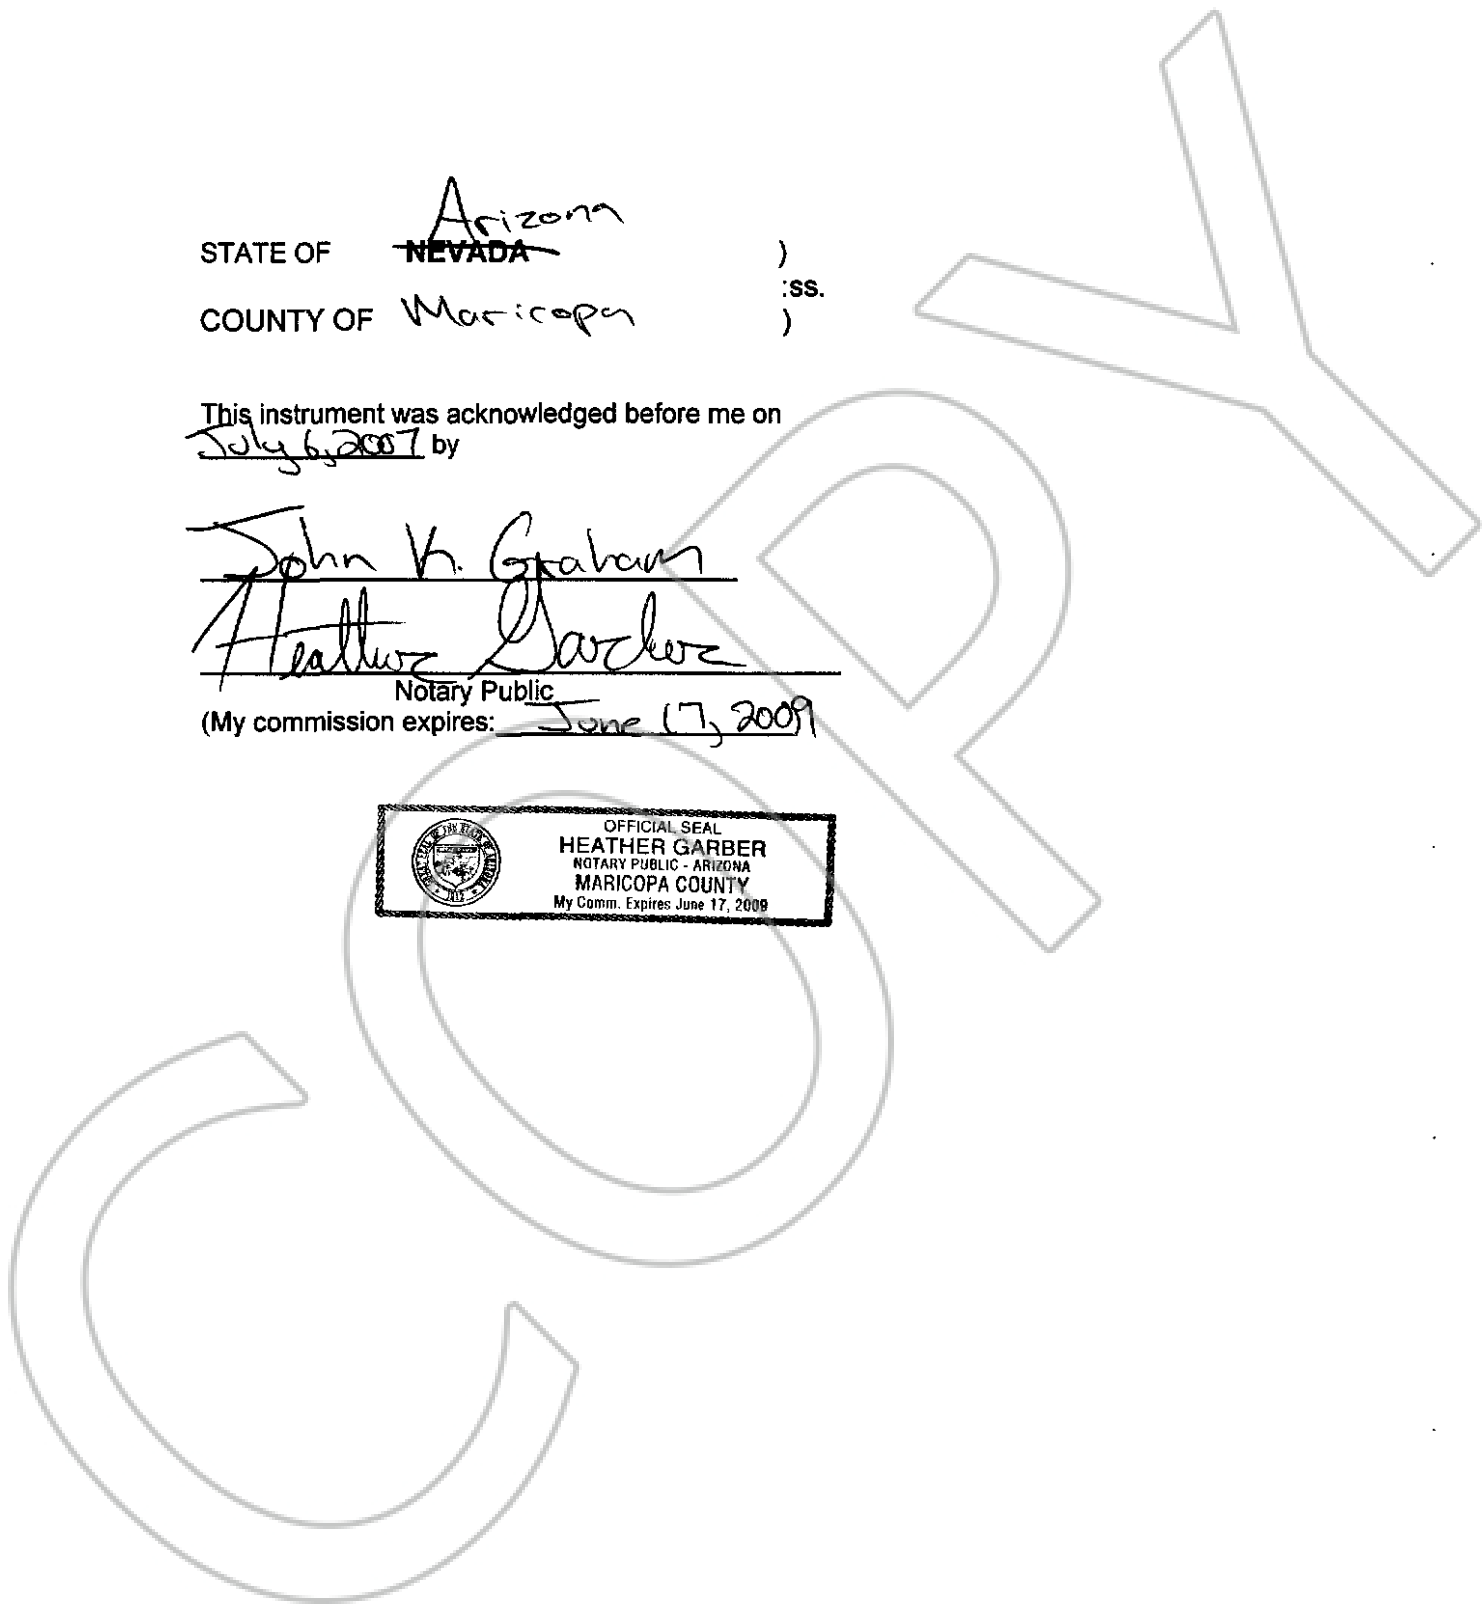 Arizona
STATE OF NEVADA )
:ss.
COUNTY OF Maricopa )
This instrument was acknowledged before me on
July 6, 2007 by
John K. Graham
Heather Garber
Notary Public
(My commission expires: June 17, 2009
OFFICIAL SEAL
HEATHER GARBER
NOTARY PUBLIC - ARIZONA
MARICOPA COUNTY
My Comm. Expires June 17, 2009
COPY